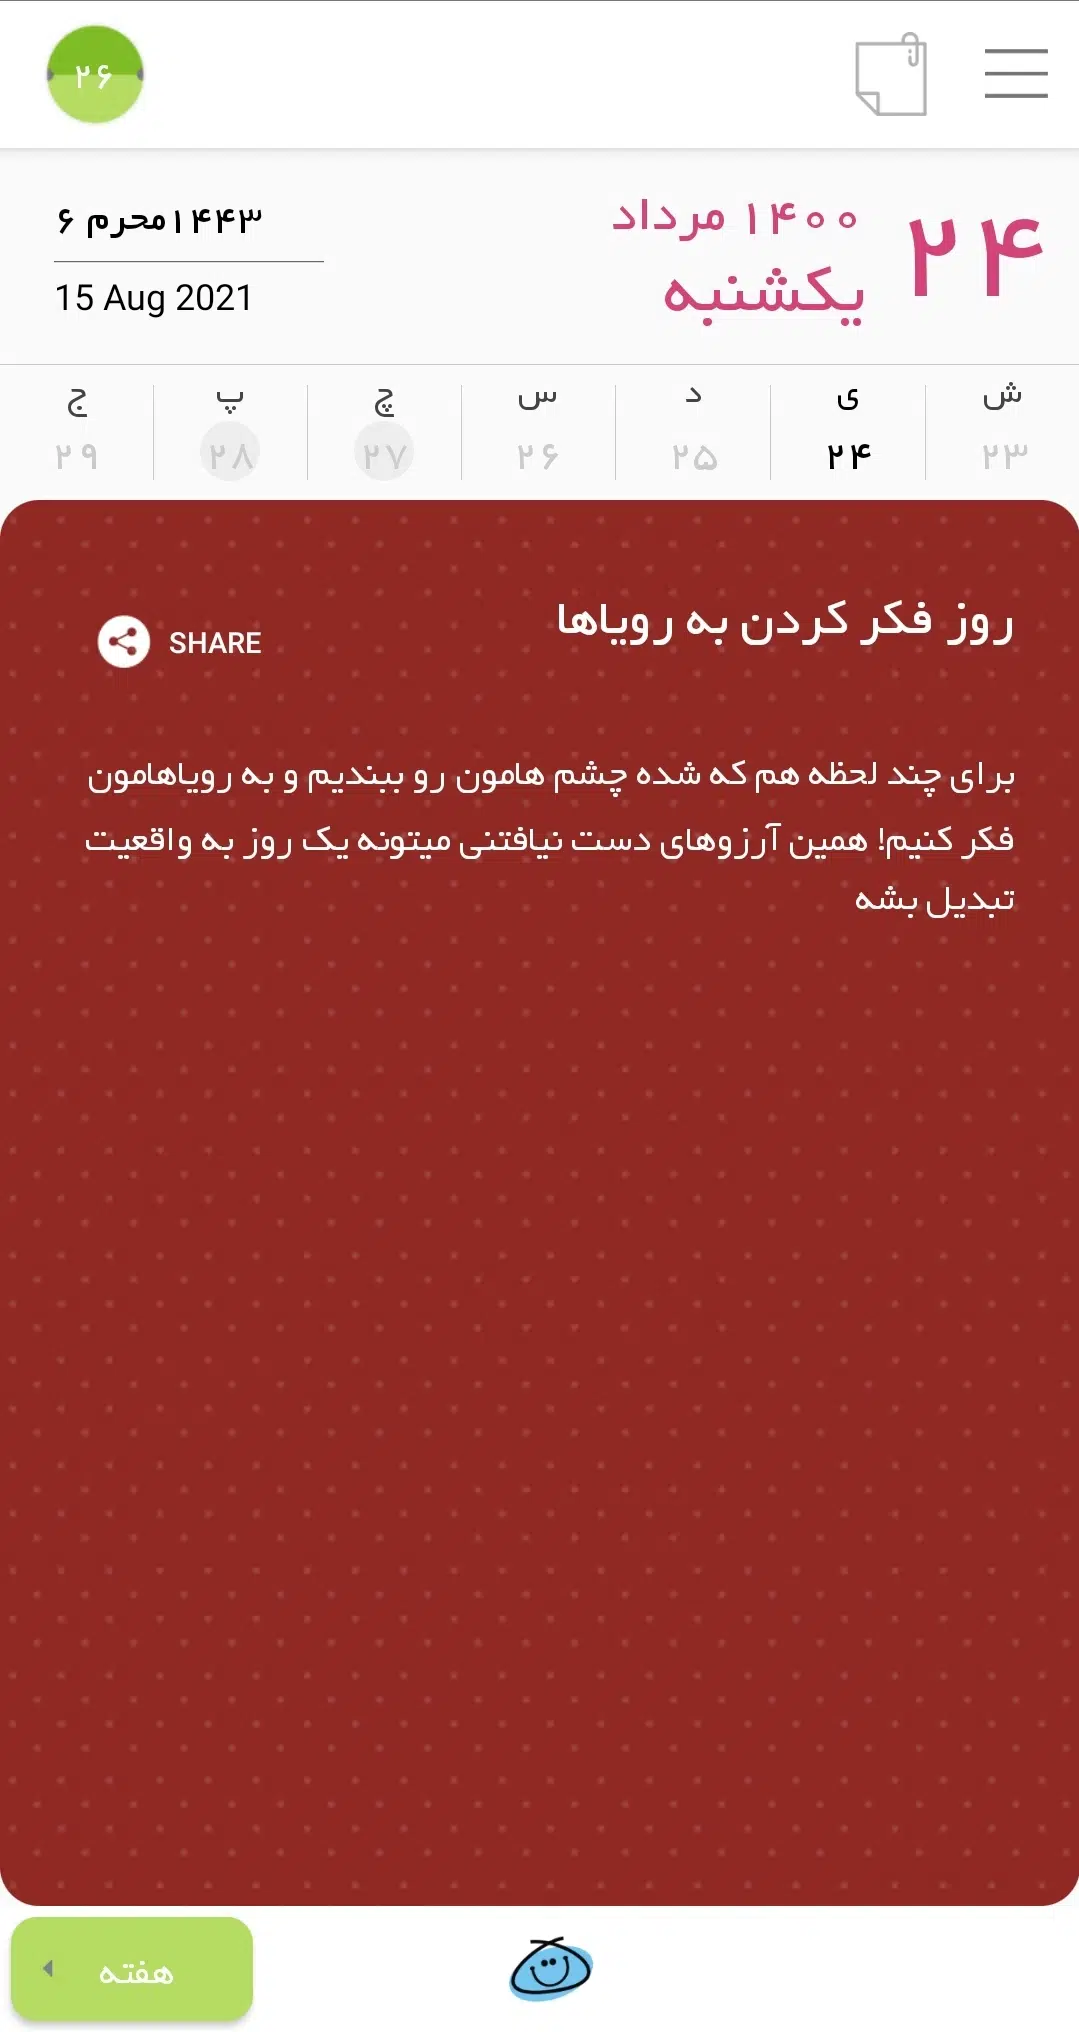 ۲۶
۲۴
۱۴۰۰ مرداد
یکشنبه
۱۴۴۳محرم ۶
15 Aug 2021
ش ی د س چ پ ج
۲۳ ۲۴ ۲۵ ۲۶ ۲۷ ۲۸ ۲۹
روز فکر کردن به رویاها
SHARE
برای چند لحظه هم که شده چشم هامون رو ببندیم و به رویاهامون
فکر کنیم! همین آرزوهای دست نیافتنی میتونه یک روز به واقعیت
تبدیل بشه
هفته